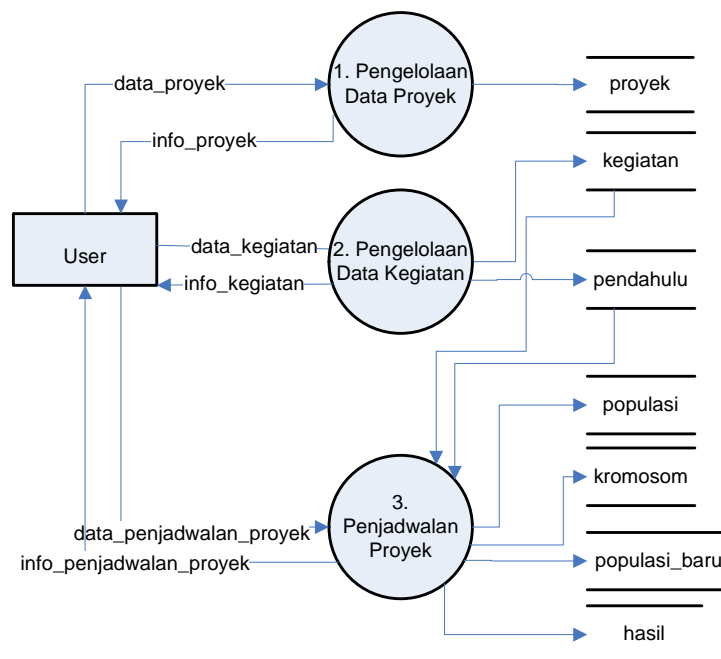 1. Pengelolaan
Data Proyek
data_proyek
proyek
info_proyek
kegiatan
User
data_kegiatan
2. Pengelolaan
Data Kegiatan
info_kegiatan
pendahulu
populasi
3.
Penjadwalan
Proyek
kromosom
data_penjadwalan_proyek
info_penjadwalan_proyek
populasi_baru
hasil